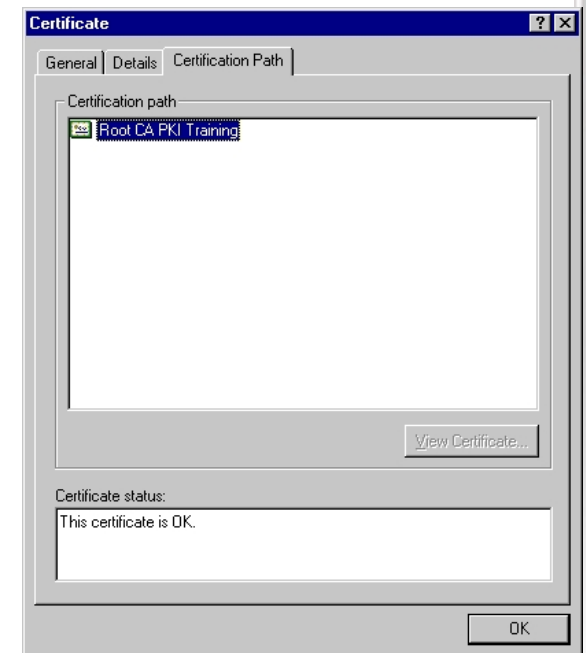 Certificate
General Details Certification Path
Certification path
Root CA PKI Training
View Certificate...
Certificate status:
This certificate is OK.
OK